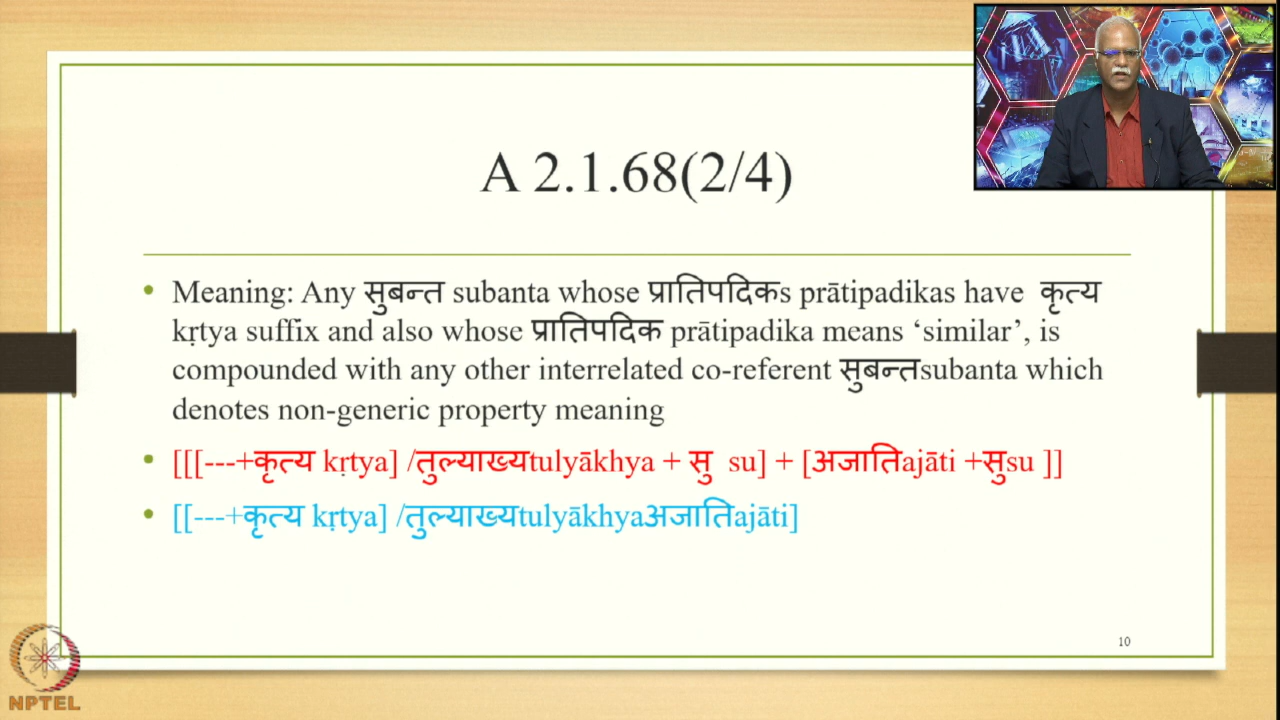 A 2.1.68(2/4)
Meaning: Any सुबन्त subanta whose प्रातिपदिकs prātipadikas have कृत्य
kṛtya suffix and also whose प्रातिपदिक prātipadika means ‘similar’, is
compounded with any other interrelated co-referent सुबन्तsubanta which
denotes non-generic property meaning
[[[---+कृत्य kṛtya] /तुल्याख्यtulyākhya + सु su] + [अजातिajāti +सुsu ]]
[[---+कृत्य kṛtya] /तुल्याख्यtulyākhyaअजातिajāti]
10
NPTEL